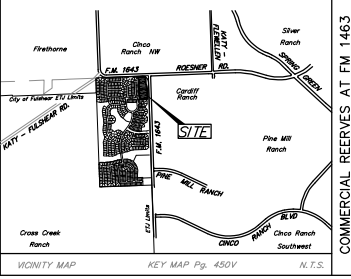 Firethorne
Cinco
Ranch NW
KATY -
FLEWELLEN
RD.
Silver
Ranch
SPRING
GREEN
F.M. 1643
ROESNER
City of Fulshear ETJ Limits
KATY - FULSHEAR RD.
Cardiff
Ranch
SITE
F.M. 1643
Pine Mill
Ranch
PINE MILL RANCH
ETJ Limits
Cross Creek
Ranch
CINCO RANCH BLVD
Cinco Ranch
Southwest
VICINITY MAP
KEY MAP Pg. 450V
N.T.S.
COMMERCIAL REERVES AT FM 1463